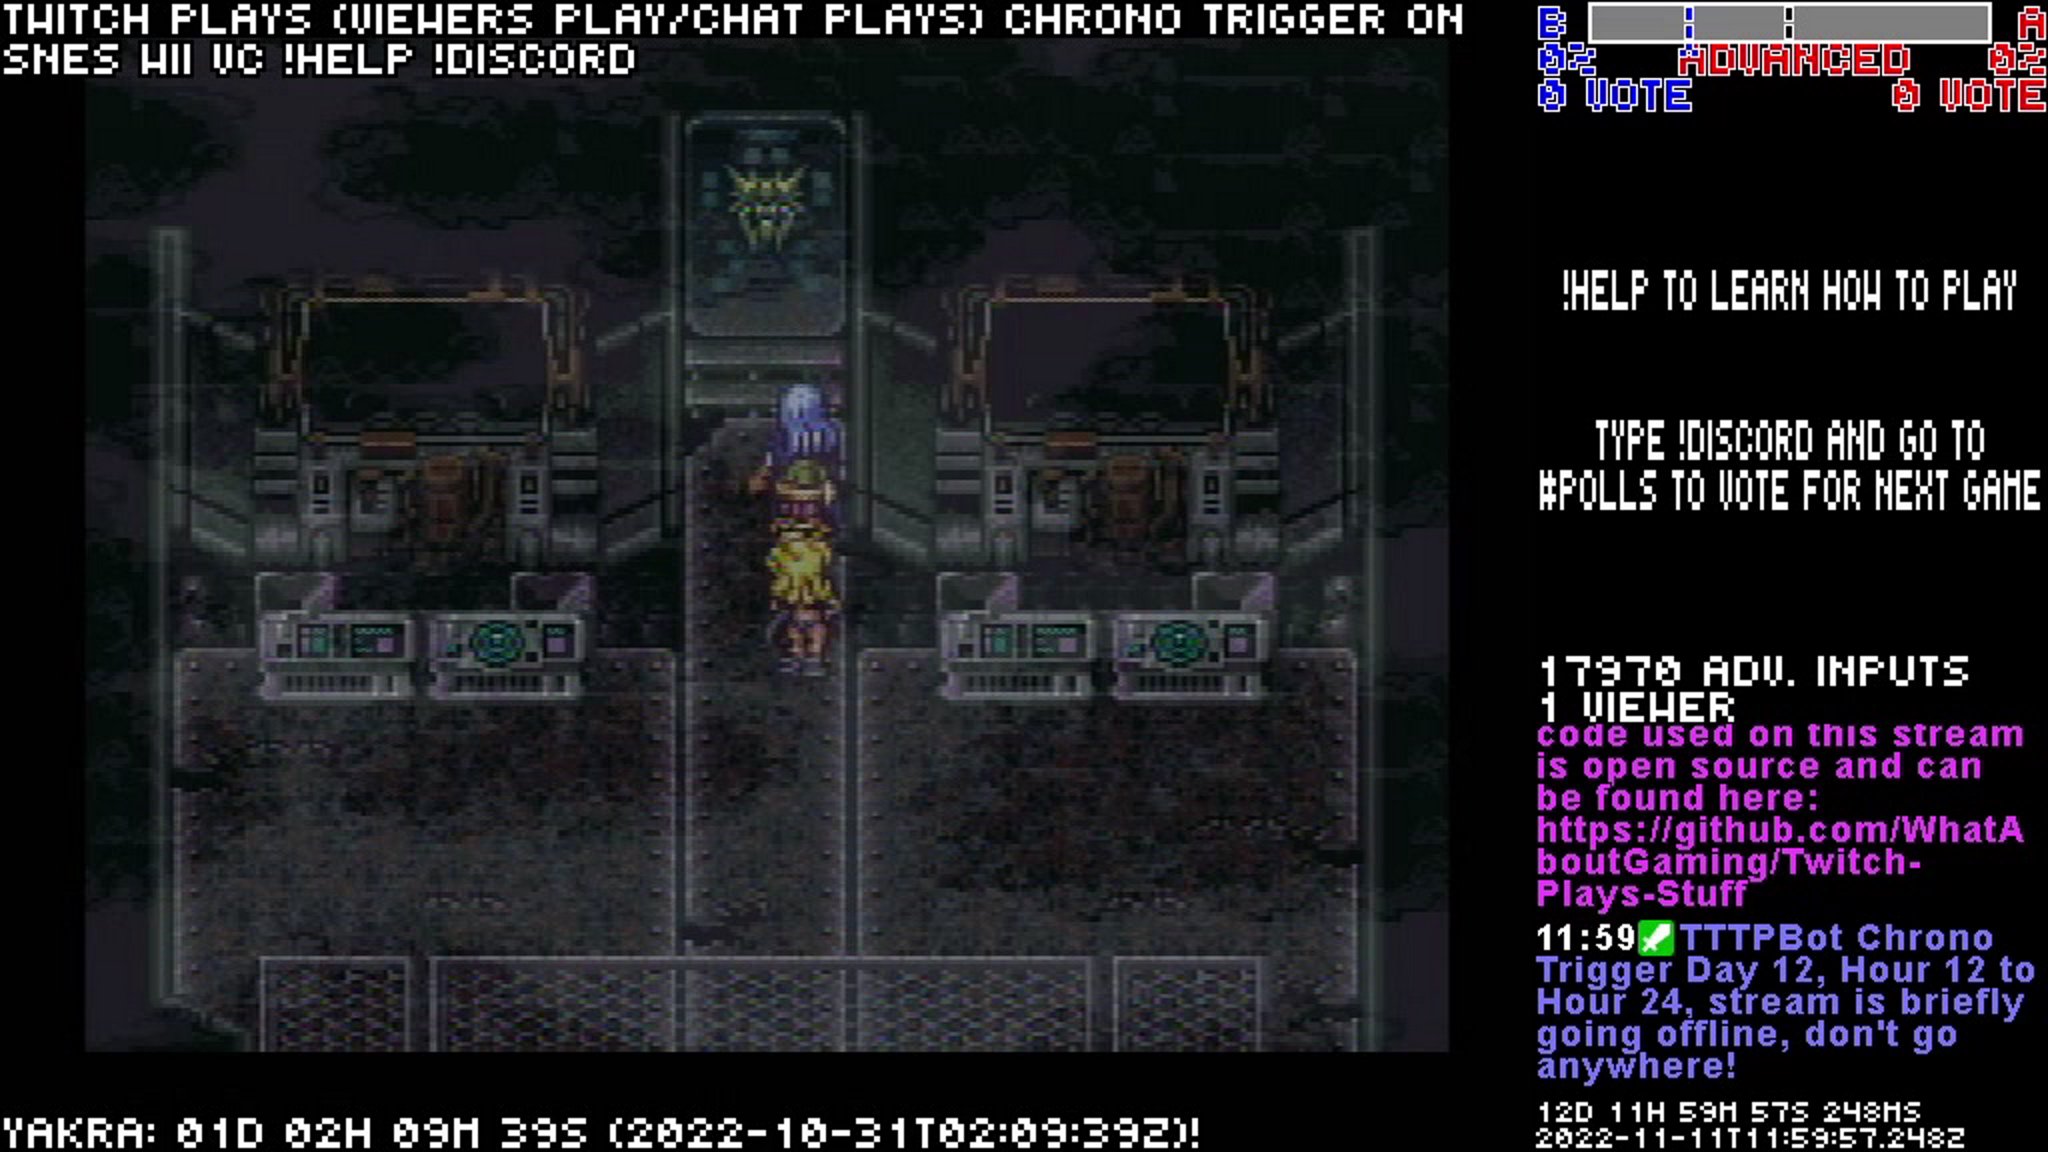 TWITCH PLAYS (VIEWERS PLAY/CHAT PLAYS) CHRONO TRIGGER ON
SNES WII VC !HELP !DISCORD
B A
0% ADVANCED 0%
0 VOTE 0 VOTE
!HELP TO LEARN HOW TO PLAY
TYPE !DISCORD AND GO TO
#POLLS TO VOTE FOR NEXT GAME
17970 ADV. INPUTS
1 VIEWER
code used on this stream
is open source and can
be found here:
https://github.com/WhatA
boutGaming/Twitch-
Plays-Stuff
11:59 TTTPBot Chrono
Trigger Day 12, Hour 12 to
Hour 24, stream is briefly
going offline, don't go
anywhere!
12D 11H 59M 57S 248MS
2022-11-11T11:59:57.248Z
YAKRA: 01D 02H 09M 39S (2022-10-31T02:09:39Z)!